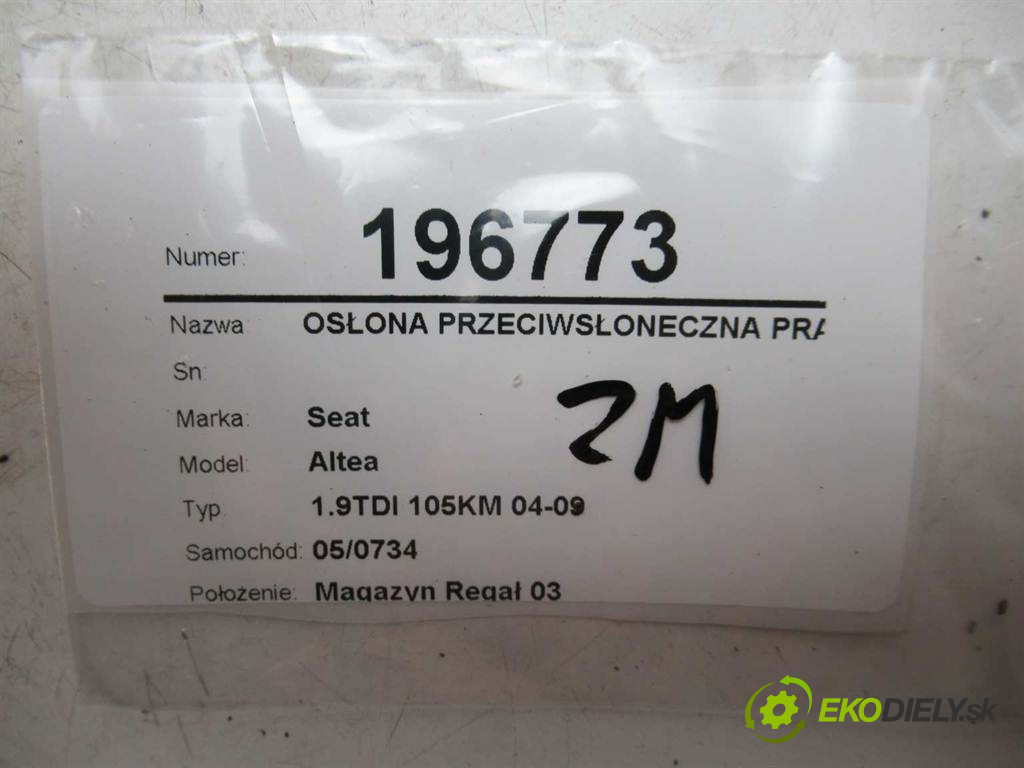 Numer: 196773
Nazwa OSŁONA PRZECIWSŁONECZNA PRA
Sn:
Marka: Seat
Model: Altea
Typ 1.9TDI 105KM 04-09
Samochód: 05/0734
Położenie: Magazyn Regał 03
ZM
EKODIELY.sk